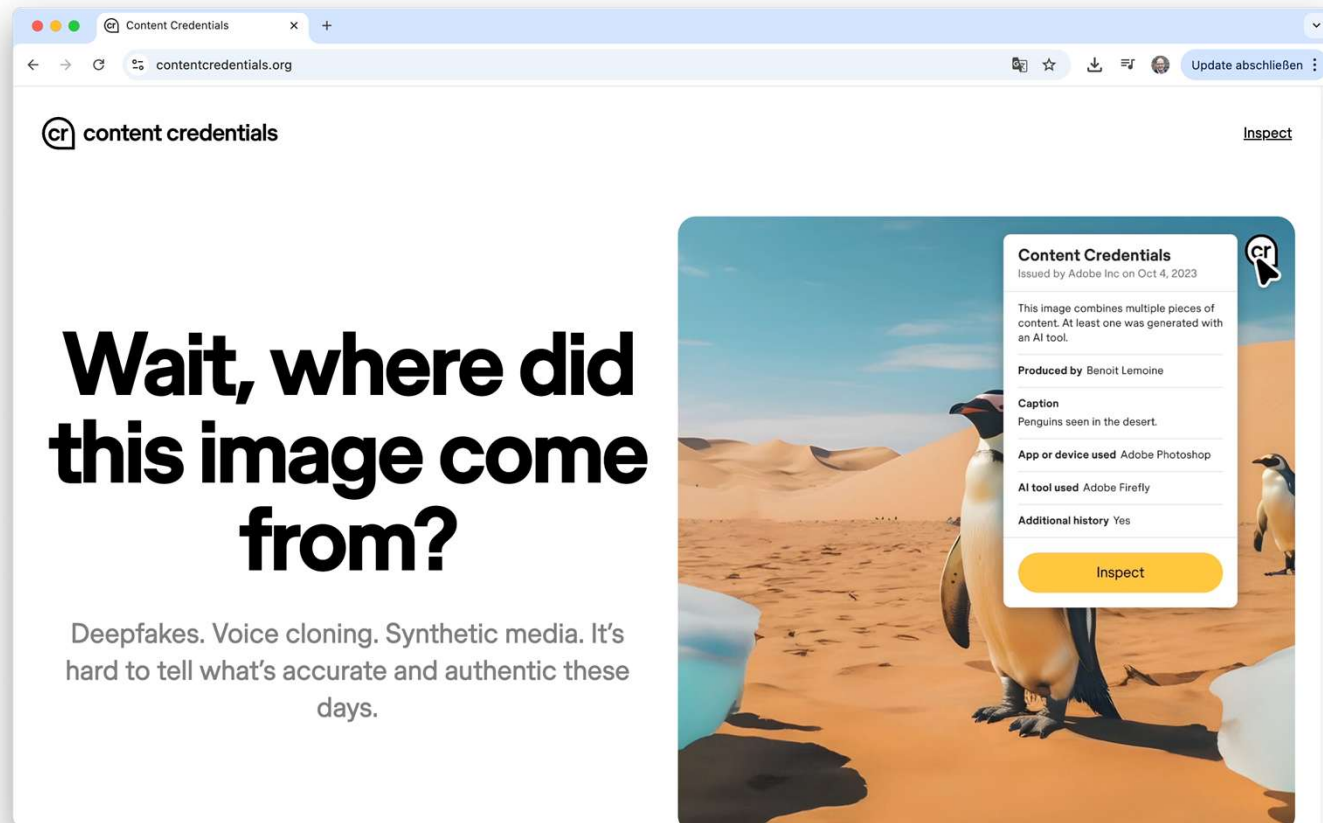 Content Credentials
contentcredentials.org
Update abschließen
cr content credentials
Inspect
Wait, where did
this image come
from?
Deepfakes. Voice cloning. Synthetic media. It's
hard to tell what's accurate and authentic these
days.
cr
Content Credentials
Issued by Adobe Inc on Oct 4, 2023
This image combines multiple pieces of
content. At least one was generated with
an AI tool.
Produced by Benoit Lemoine
Caption
Penguins seen in the desert.
App or device used Adobe Photoshop
AI tool used Adobe Firefly
Additional history Yes
Inspect